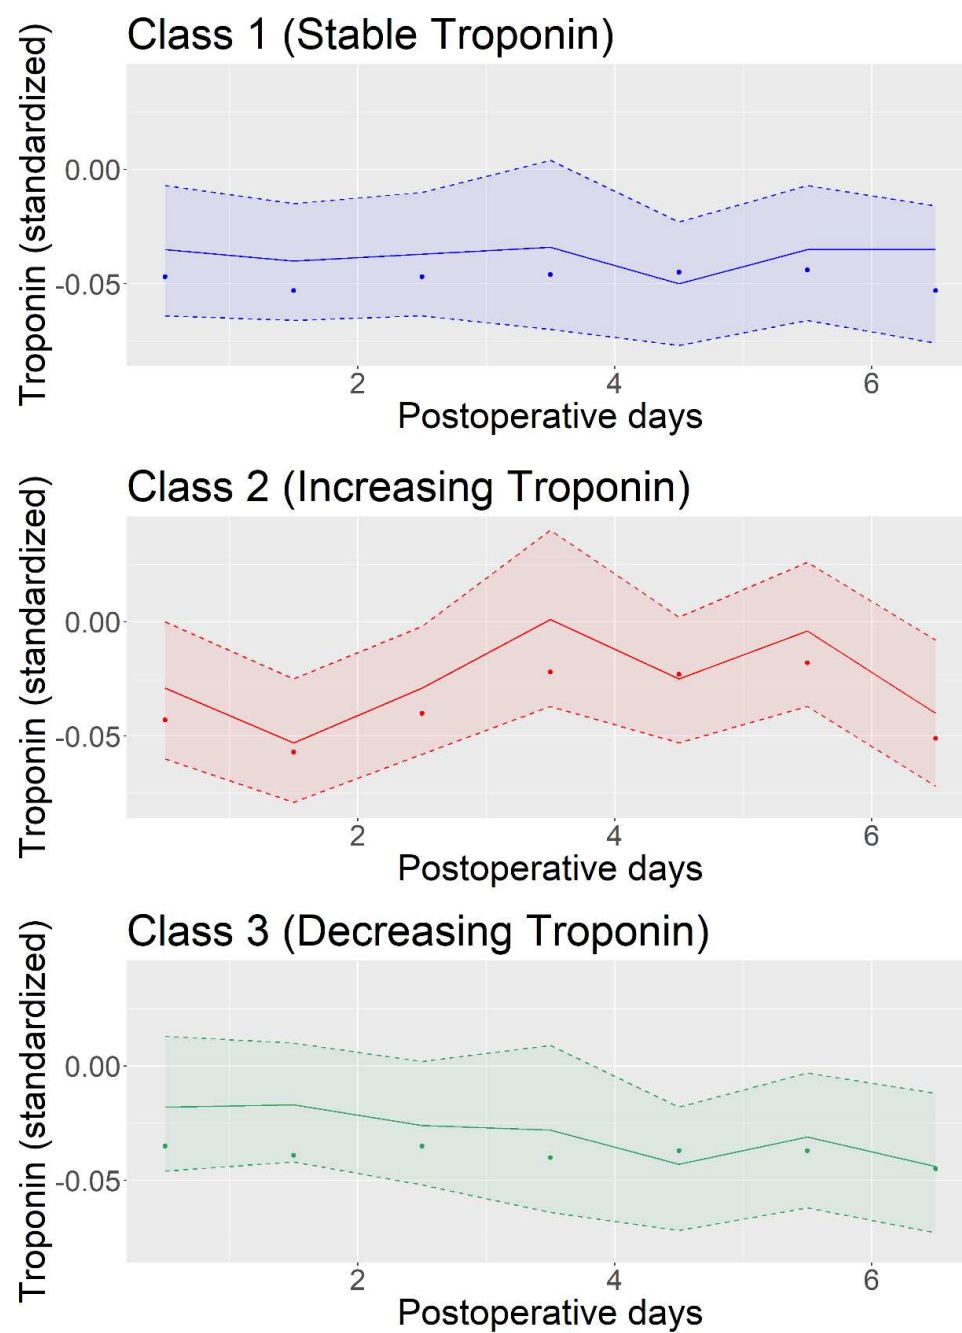 Class 1 (Stable Troponin)
Troponin (standardized)
0.00
-0.05
2 4 6
Postoperative days
Class 2 (Increasing Troponin)
Troponin (standardized)
0.00
-0.05
2 4 6
Postoperative days
Class 3 (Decreasing Troponin)
Troponin (standardized)
0.00
-0.05
2 4 6
Postoperative days